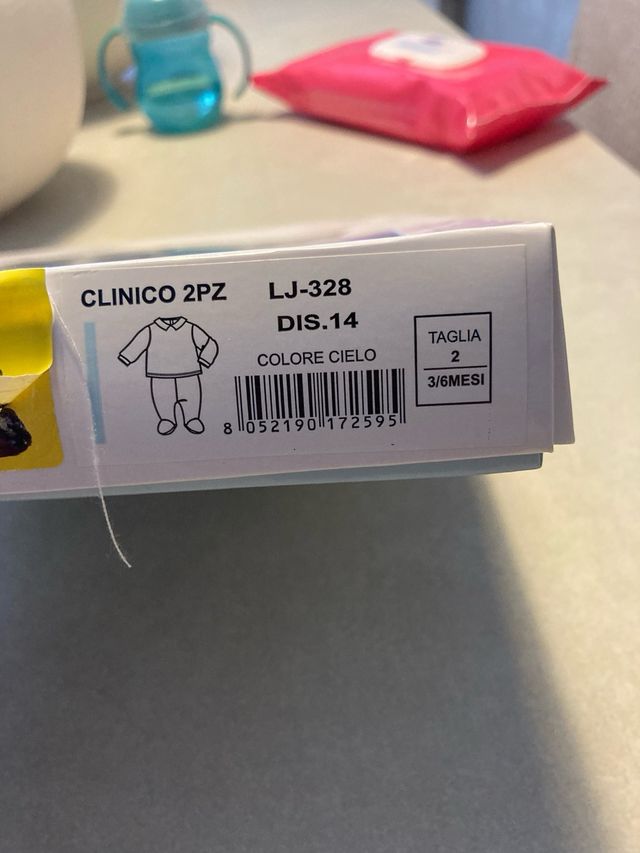 CLINICO 2PZ LJ-328
DIS.14
COLORE CIELO
8 052190 172595
TAGLIA
2
3/6MESI